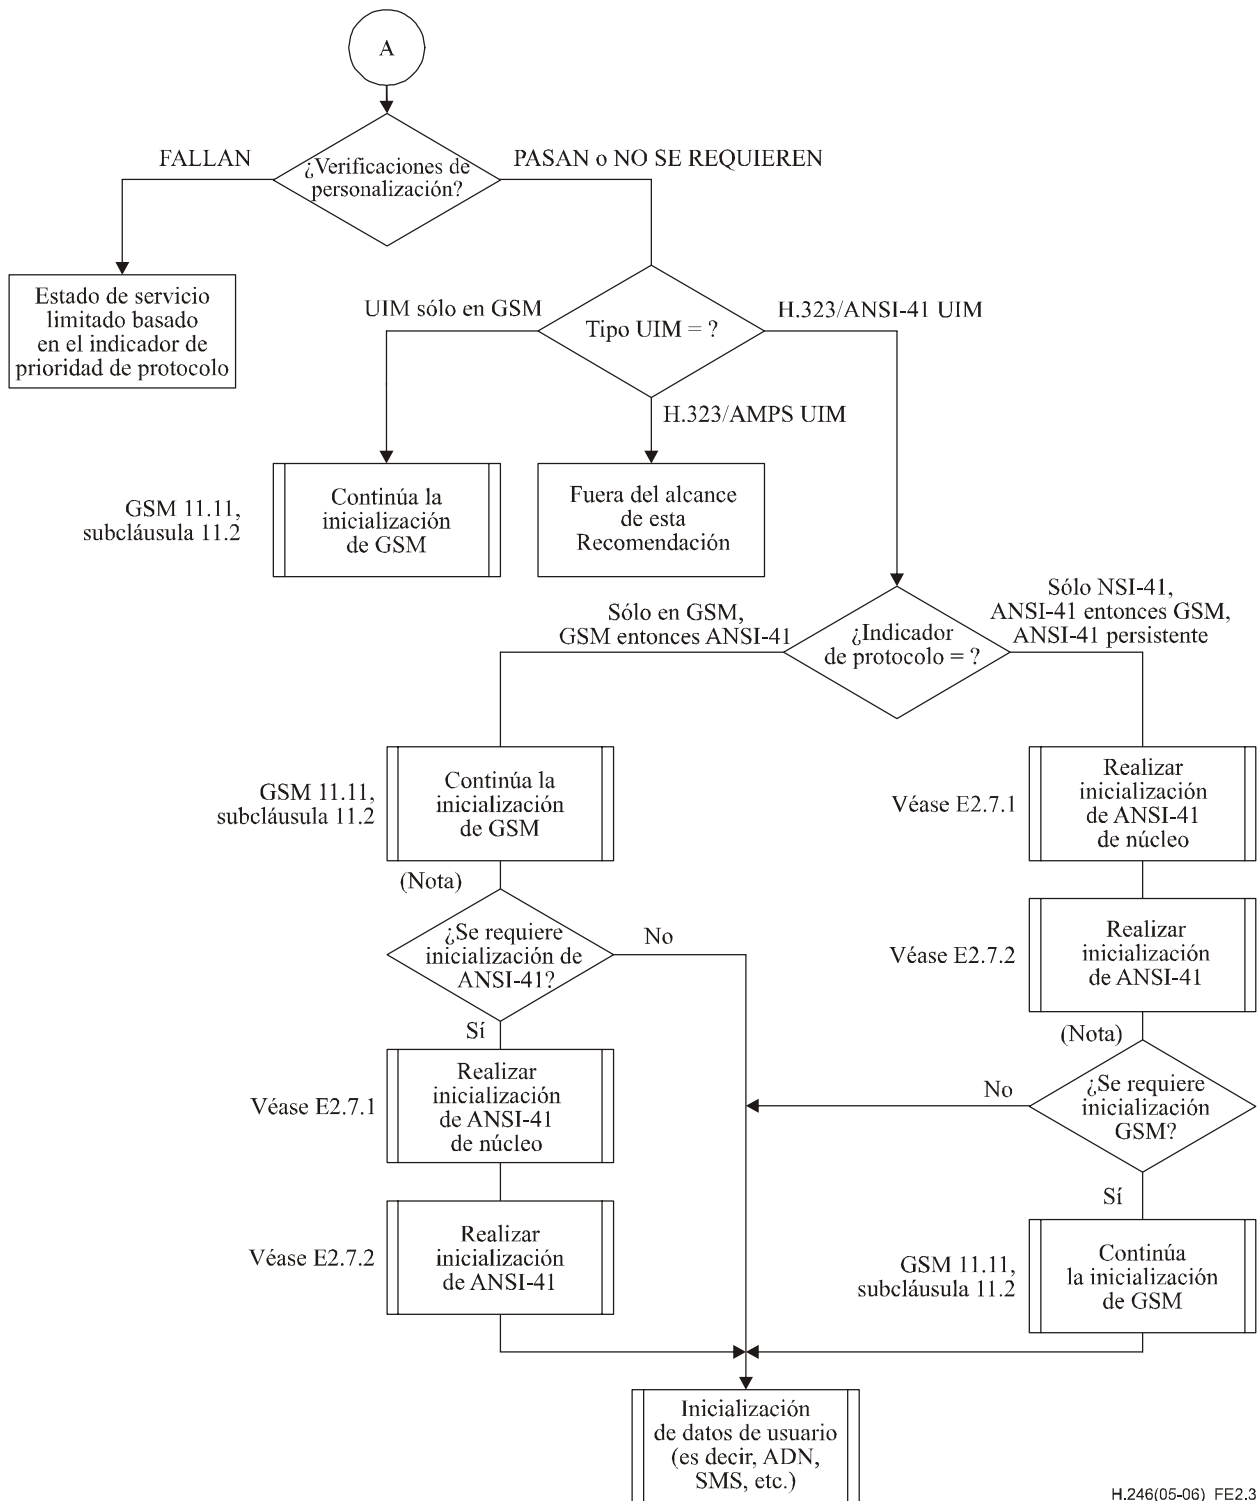 A
FALLAN
¿Verificaciones de
personalización?
PASAN o NO SE REQUIEREN
Estado de servicio
limitado basado
en el indicador de
prioridad de protocolo
UIM sólo en GSM
Tipo UIM = ?
H.323/ANSI-41 UIM
H.323/AMPS UIM
GSM 11.11,
subcláusula 11.2
Continúa la
inicialización
de GSM
Fuera del alcance
de esta
Recomendación
Sólo en GSM,
GSM entonces ANSI-41
¿Indicador
de protocolo = ?
Sólo NSI-41,
ANSI-41 entonces GSM,
ANSI-41 persistente
GSM 11.11,
subcláusula 11.2
Continúa la
inicialización
de GSM
Véase E2.7.1
Realizar
inicialización
de ANSI-41
de núcleo
(Nota)
¿Se requiere
inicialización de
ANSI-41?
No
Véase E2.7.2
Realizar
inicialización
de ANSI-41
Sí
(Nota)
Véase E2.7.1
Realizar
inicialización
de ANSI-41
de núcleo
No
¿Se requiere
inicialización
GSM?
Sí
Véase E2.7.2
Realizar
inicialización
de ANSI-41
GSM 11.11,
subcláusula 11.2
Continúa
la inicialización
de GSM
Inicialización
de datos de usuario
(es decir, ADN,
SMS, etc.)
H.246(05-06)_FE2.3